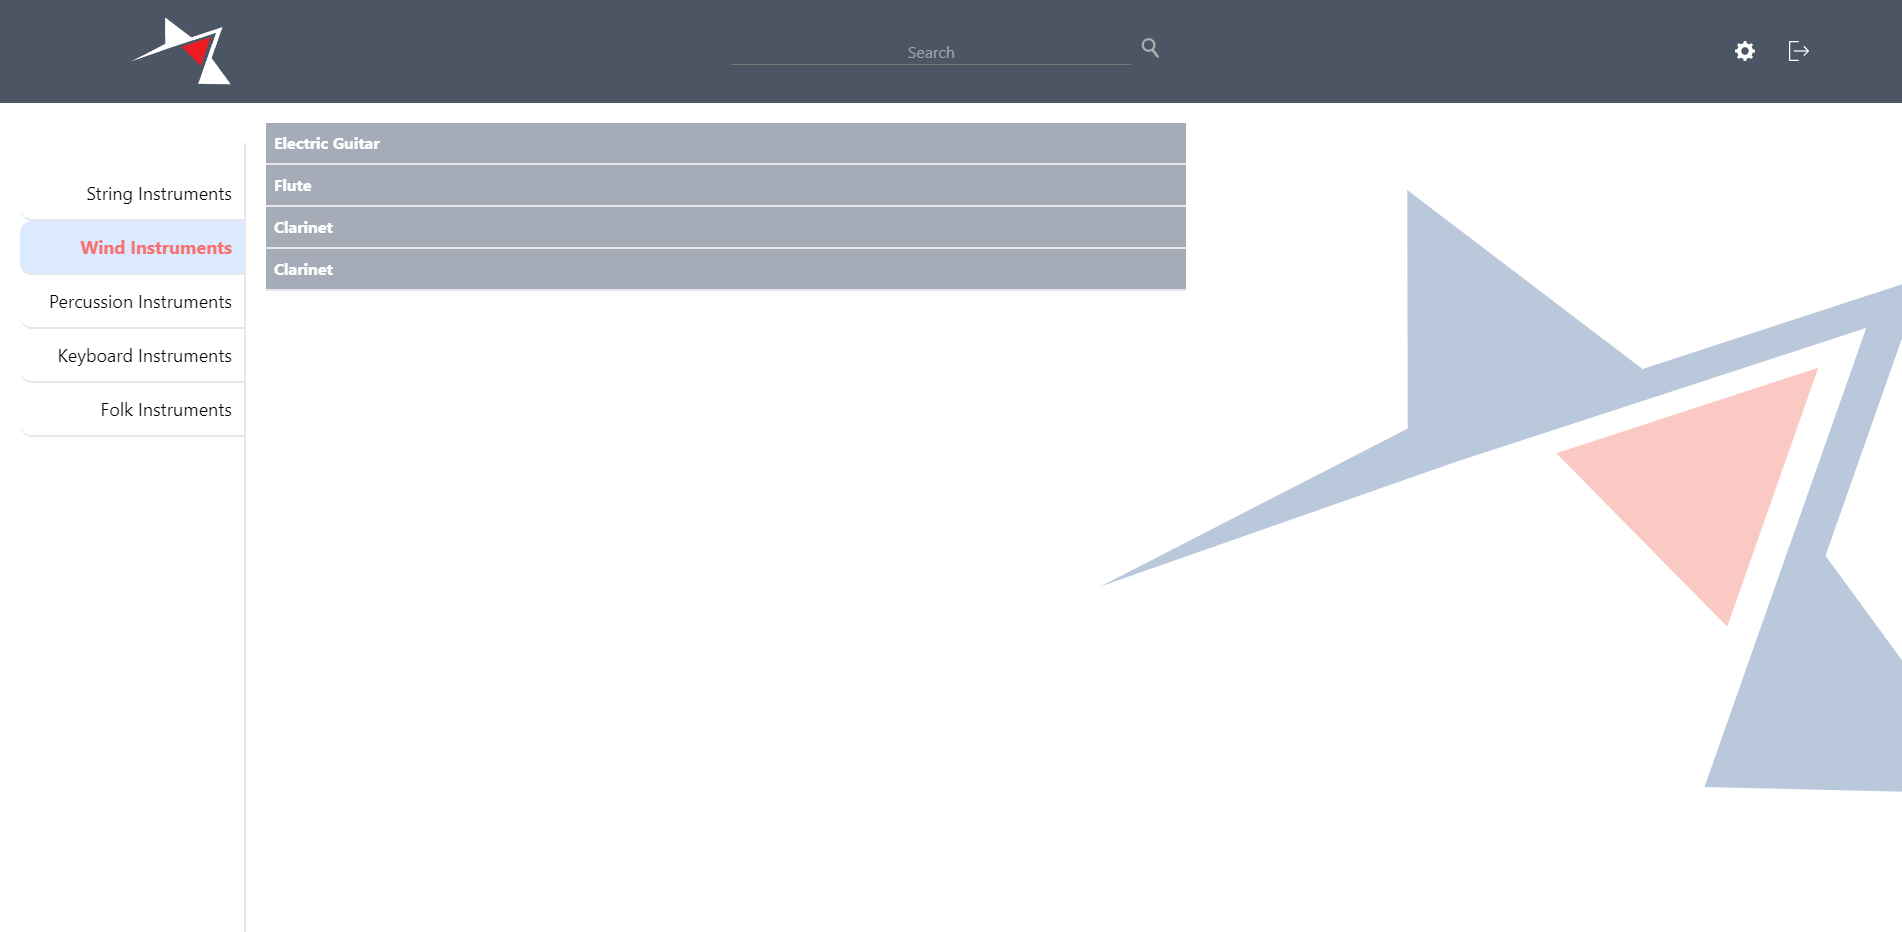 Search
String Instruments
Wind Instruments
Percussion Instruments
Keyboard Instruments
Folk Instruments
Electric Guitar
Flute
Clarinet
Clarinet